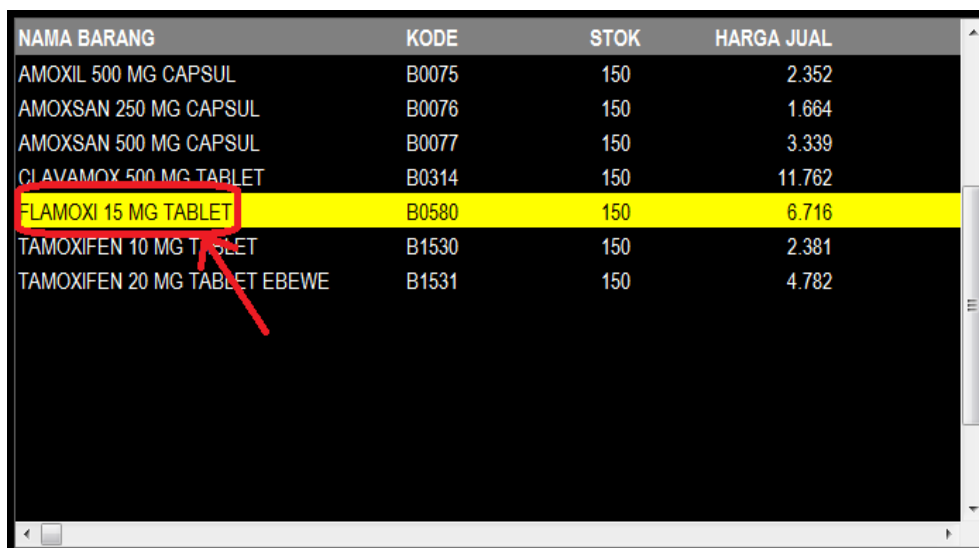 NAMA BARANG KODE STOK HARGA JUAL
AMOXIL 500 MG CAPSUL B0075 150 2.352
AMOXSAN 250 MG CAPSUL B0076 150 1.664
AMOXSAN 500 MG CAPSUL B0077 150 3.339
CLAVAMOX 500 MG TABLET B0314 150 11.762
FLAMOXI 15 MG TABLET B0580 150 6.716
TAMOXIFEN 10 MG TABLET B1530 150 2.381
TAMOXIFEN 20 MG TABLET EBEWE B1531 150 4.782